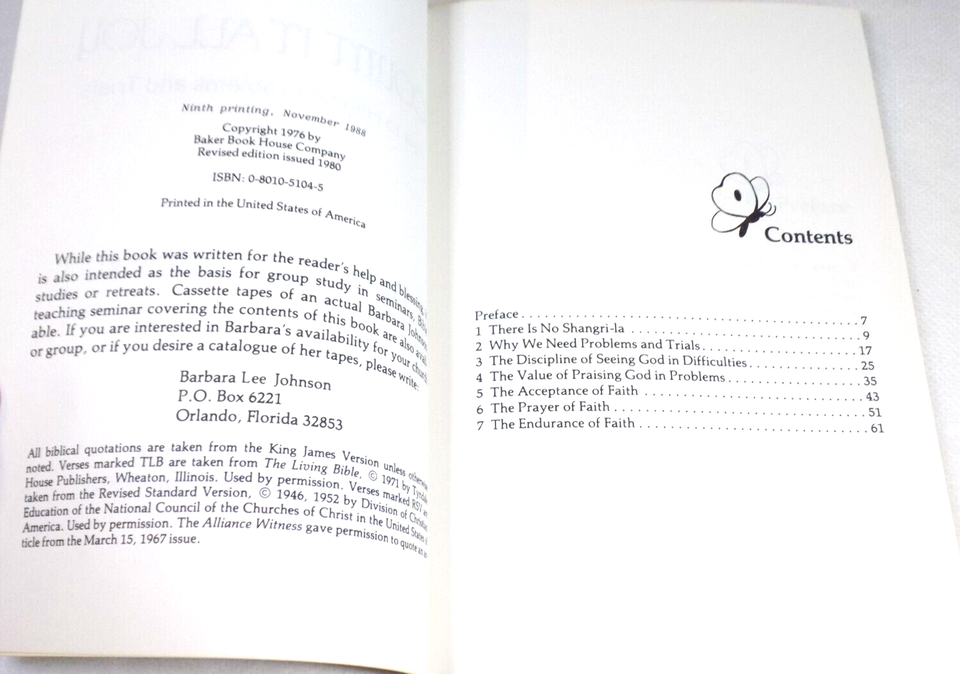 Ninth printing, November 1988
Copyright 1976 by
Baker Book House Company
Revised edition issued 1980
ISBN: 0-8010-5104-5
Printed in the United States of America
While this book was written for the reader's help and blessing,
is also intended as the basis for group study in seminars,
studies or retreats. Cassette tapes of an actual Barbara Johnson
teaching seminar covering the contents of this book are also
able. If you are interested in Barbara's availability for your church
or group, or if you desire a catalogue of her tapes, please write:
Barbara Lee Johnson
P.O. Box 6221
Orlando, Florida 32853
All biblical quotations are taken from the King James Version unless otherwise
noted. Verses marked TLB are taken from The Living Bible, © 1971 by
House Publishers, Wheaton, Illinois. Used by permission. Verses marked RSV
taken from the Revised Standard Version, © 1946, 1952 by Division of
Education of the National Council of the Churches of Christ in the United States
America. Used by permission. The Alliance Witness gave permission to quote an
ticle from the March 15, 1967 issue.
Contents
Preface . . . . . . . . . . . . . . . . . . . . . . . . . . . . . . . . . . . 7
1 There Is No Shangri-la . . . . . . . . . . . . . . . . . . . . . . . . 9
2 Why We Need Problems and Trials . . . . . . . . . . . . . . . . 17
3 The Discipline of Seeing God in Difficulties . . . . . . . . . . . 25
4 The Value of Praising God in Problems . . . . . . . . . . . . . 35
5 The Acceptance of Faith . . . . . . . . . . . . . . . . . . . . . . 43
6 The Prayer of Faith . . . . . . . . . . . . . . . . . . . . . . . . . 51
7 The Endurance of Faith . . . . . . . . . . . . . . . . . . . . . . 61